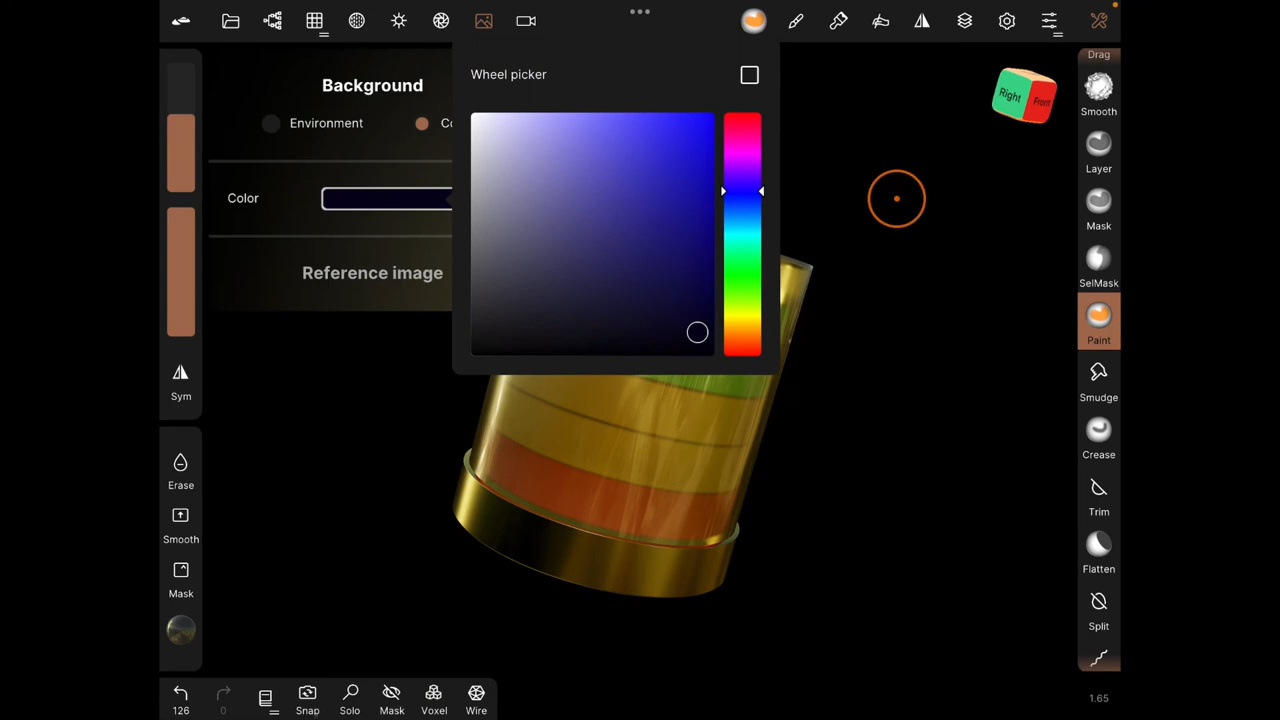 Wheel picker
Background
Environment
Co
Color
Reference image
Sym
Erase
Smooth
Mask
126
0
Snap
Solo
Mask
Voxel
Wire
Right
Front
Drag
Smooth
Layer
Mask
SelMask
Paint
Smudge
Crease
Trim
Flatten
Split
1.65